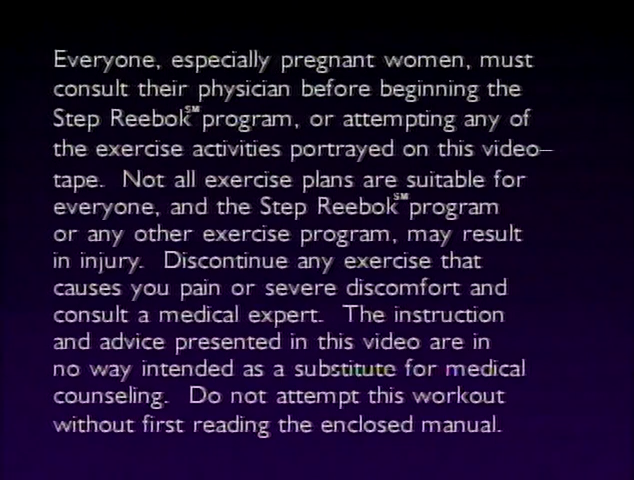 Everyone, especially pregnant women, must
consult their physician before beginning the
Step Reebok℠ program, or attempting any of
the exercise activities portrayed on this video–
tape. Not all exercise plans are suitable for
everyone, and the Step Reebok℠ program
or any other exercise program, may result
in injury. Discontinue any exercise that
causes you pain or severe discomfort and
consult a medical expert. The instruction
and advice presented in this video are in
no way intended as a substitute for medical
counseling. Do not attempt this workout
without first reading the enclosed manual.